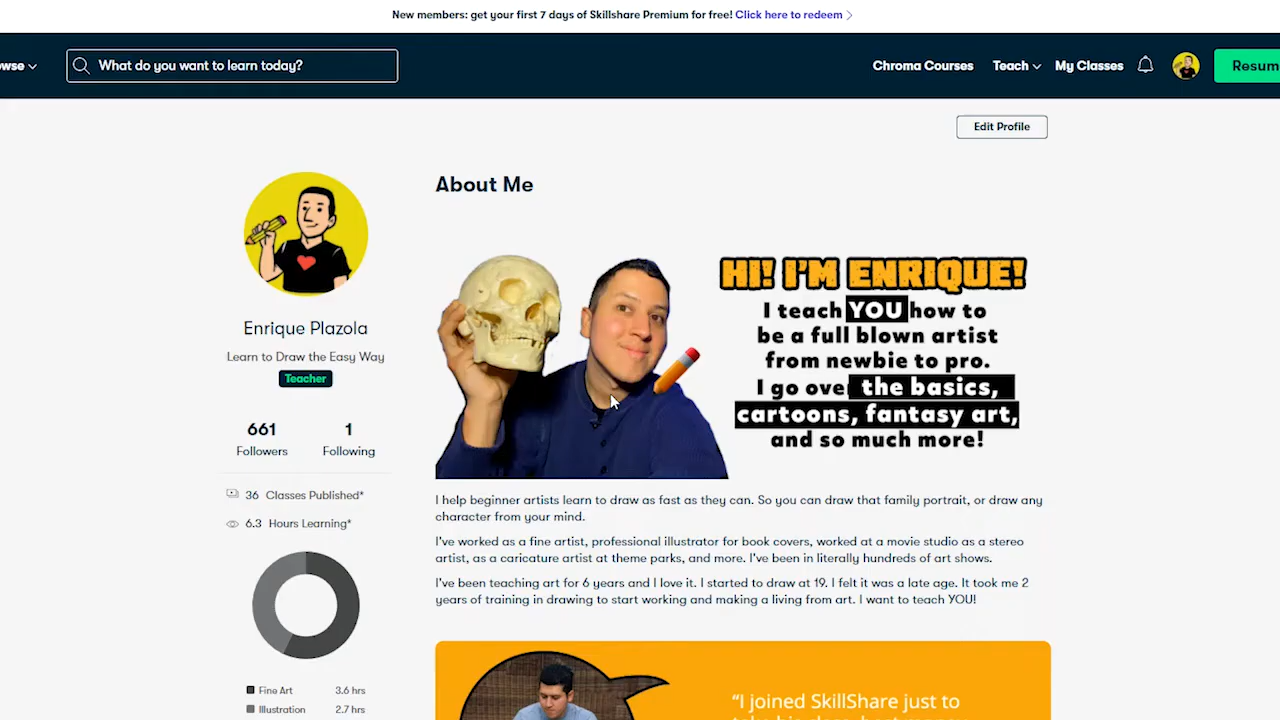 New members: get your first 7 days of Skillshare Premium for free! Click here to redeem
wse
What do you want to learn today?
Chroma Courses
Teach
My Classes
Resum
Edit Profile
About Me
HI! I'M ENRIQUE!
I teach YOU how to
be a full blown artist
from newbie to pro.
I go over the basics,
cartoons, fantasy art,
and so much more!
Enrique Plazola
Learn to Draw the Easy Way
Teacher
661
Followers
1
Following
36 Classes Published*
6.3 Hours Learning*
Fine Art 3.6 hrs
Illustration 2.7 hrs
I help beginner artists learn to draw as fast as they can. So you can draw that family portrait, or draw any
character from your mind.
I've worked as a fine artist, professional illustrator for book covers, worked at a movie studio as a stereo
artist, as a caricature artist at theme parks, and more. I've been in literally hundreds of art shows.
I've been teaching art for 6 years and I love it. I started to draw at 19. I felt it was a late age. It took me 2
years of training in drawing to start working and making a living from art. I want to teach YOU!
“I joined SkillShare just to